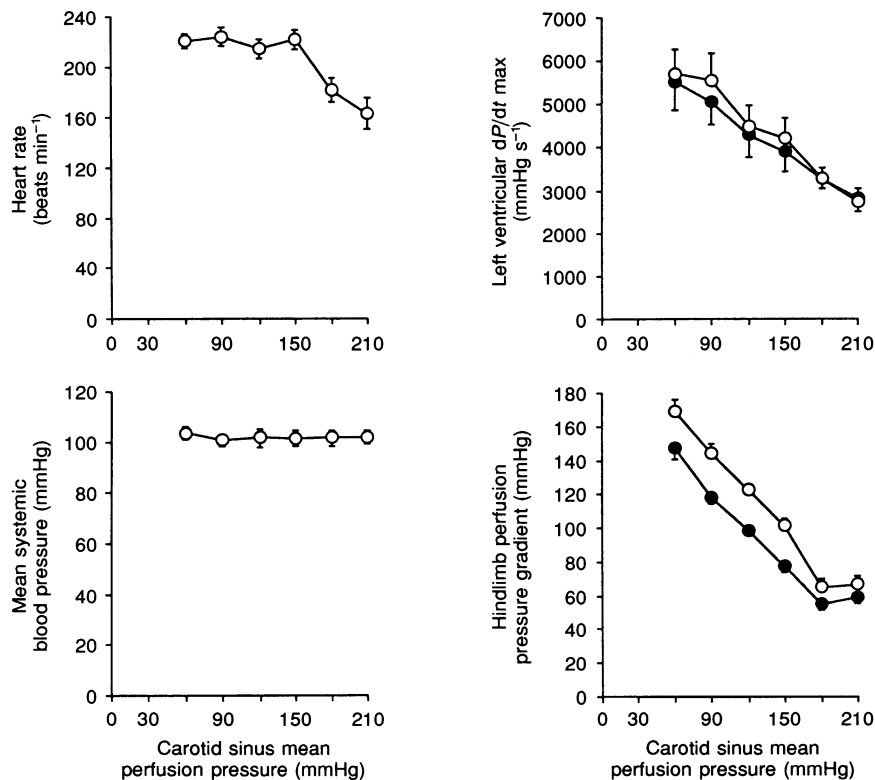 Heart rate
(beats min⁻¹)
240
200
160
120
80
40
0
0 30 90 150 210
Left ventricular dP/dt max
(mmHg s⁻¹)
7000
6000
5000
4000
3000
2000
1000
0
0 30 90 150 210
Mean systemic
blood pressure (mmHg)
120
100
80
60
40
20
0
0 30 90 150 210
Carotid sinus mean
perfusion pressure (mmHg)
Hindlimb perfusion
pressure gradient (mmHg)
180
160
140
120
100
80
60
40
20
0
0 30 90 150 210
Carotid sinus mean
perfusion pressure (mmHg)